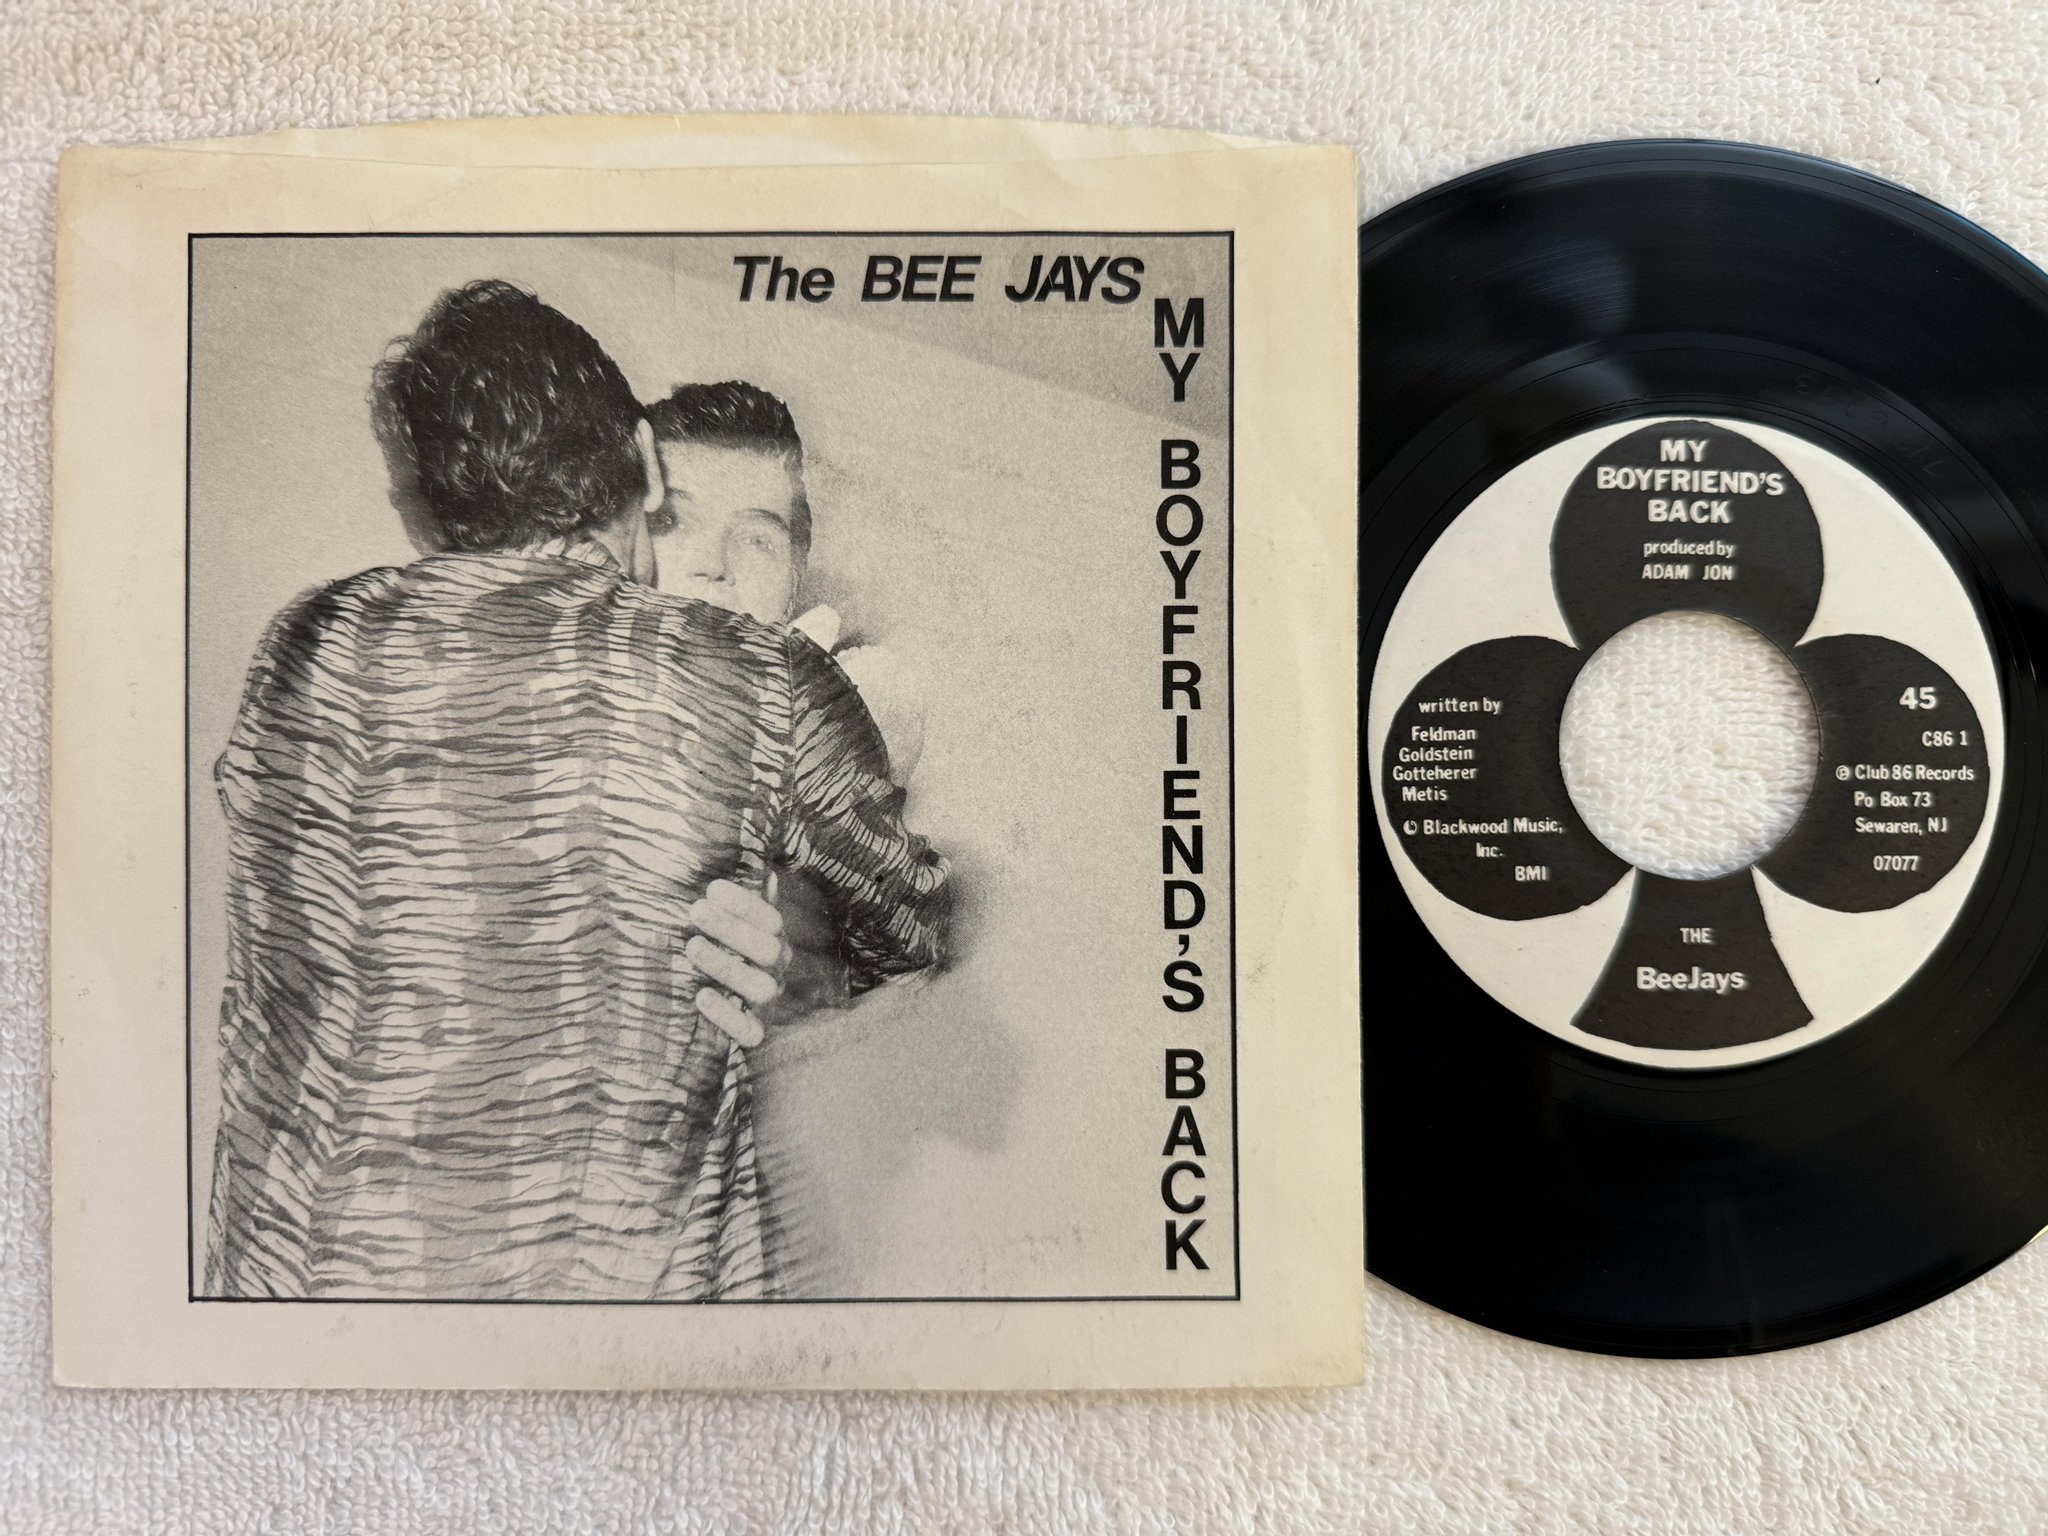 The BEE JAYS
MY BOYFRIEND'S BACK
MY
BOYFRIEND'S
BACK
produced by
ADAM JON
written by
Feldman
Goldstein
Gotteherer
Metis
© Blackwood Music,
Inc.
BMI
45
C86 1
℗ Club 86 Records
Po Box 73
Sewaren, NJ
07077
THE
BeeJays